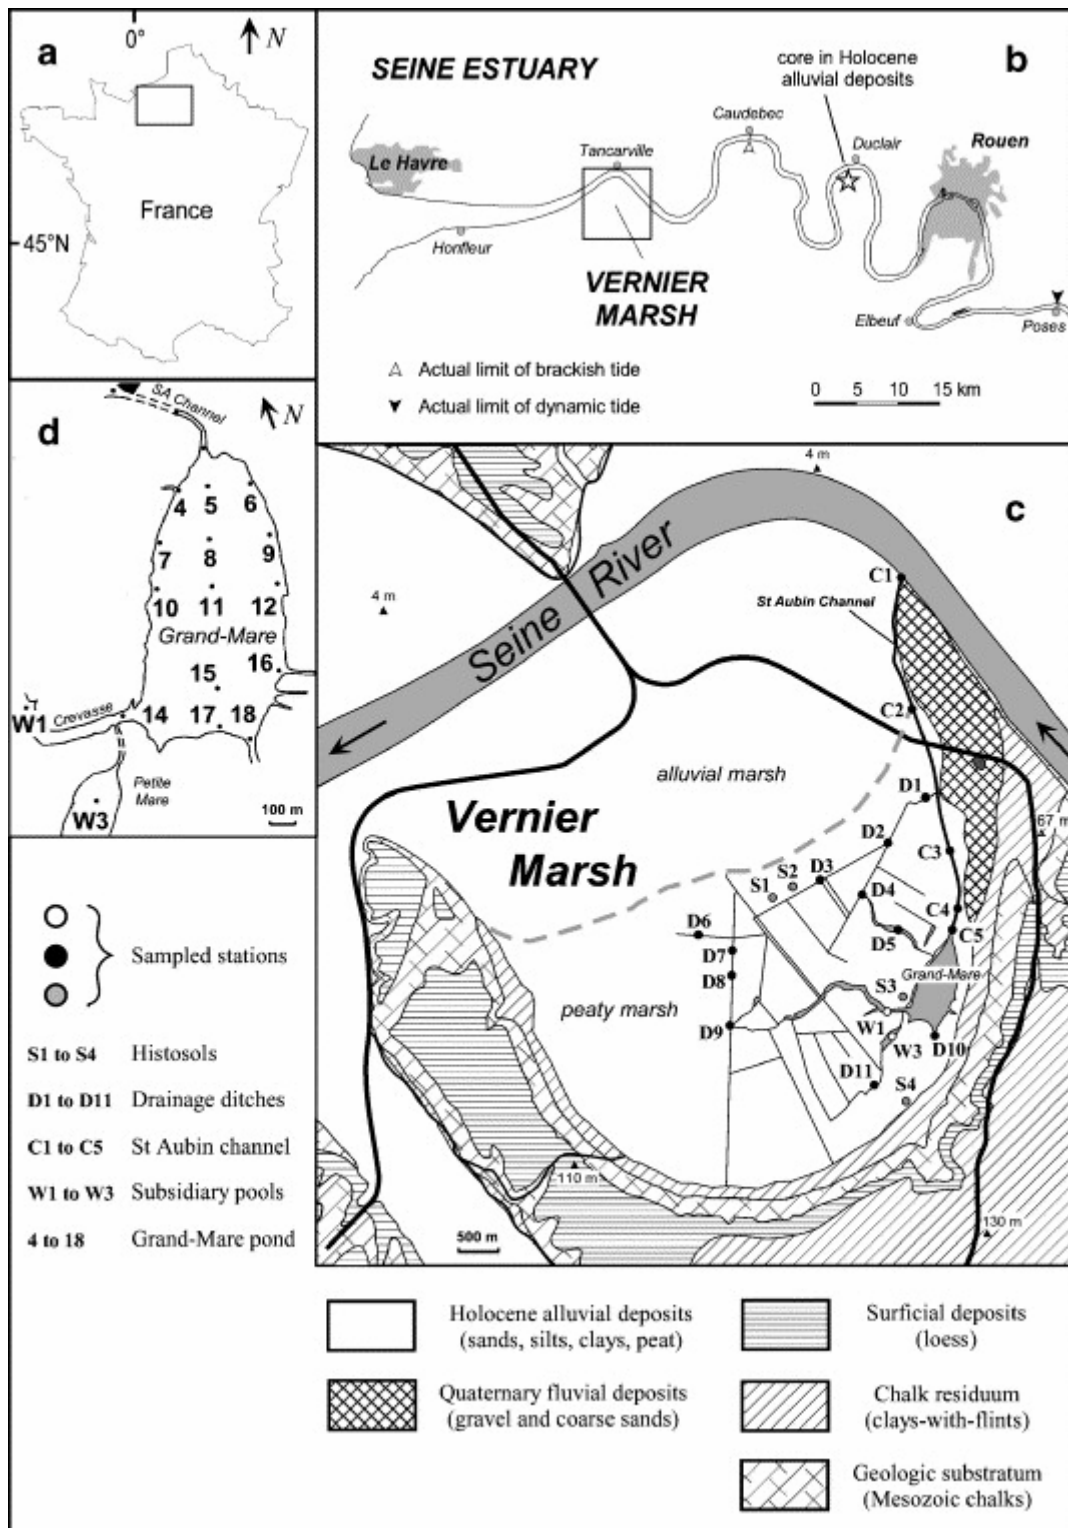 0°
N
a
France
45°N
b
SEINE ESTUARY
core in Holocene
alluvial deposits
Caudebec
Duclair
Rouen
Tancarville
Le Havre
Honfleur
VERNIER
MARSH
Elbeuf
Poses
Actual limit of brackish tide
Actual limit of dynamic tide
0 5 10 15 km
d
SA Channel
N
4 5 6
7 8 9
10 11 12
Grand-Mare
15 16
W1 Crevasse 14 17 18
Petite
Mare
W3
100 m
c
4 m
Seine River
C1
4 m
St Aubin Channel
C2
alluvial marsh
D1
Vernier
Marsh
67 m
D2
C3
S1 S2 D3
D4
C4
D6
D5
C5
D7
Grand-Mare
D8
S3
peaty marsh
D9
W1
W3
D10
D11
S4
110 m
500 m
130 m
Sampled stations
S1 to S4 Histosols
D1 to D11 Drainage ditches
C1 to C5 St Aubin channel
W1 to W3 Subsidiary pools
4 to 18 Grand-Mare pond
Holocene alluvial deposits
(sands, silts, clays, peat)
Quaternary fluvial deposits
(gravel and coarse sands)
Surficial deposits
(loess)
Chalk residuum
(clays-with-flints)
Geologic substratum
(Mesozoic chalks)